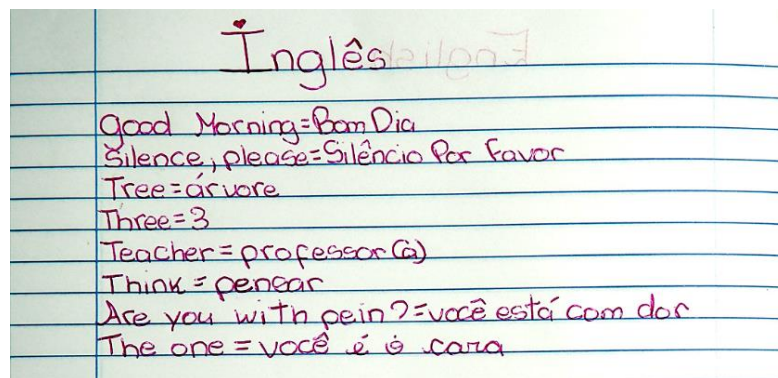 Inglês
English
Good Morning=Bom Dia
Silence, please=Silêncio Por favor
Tree=árvore
Three=3
Teacher=professor(a)
Think=pensar
Are you with pein?=você está com dor
The one=você é o cara